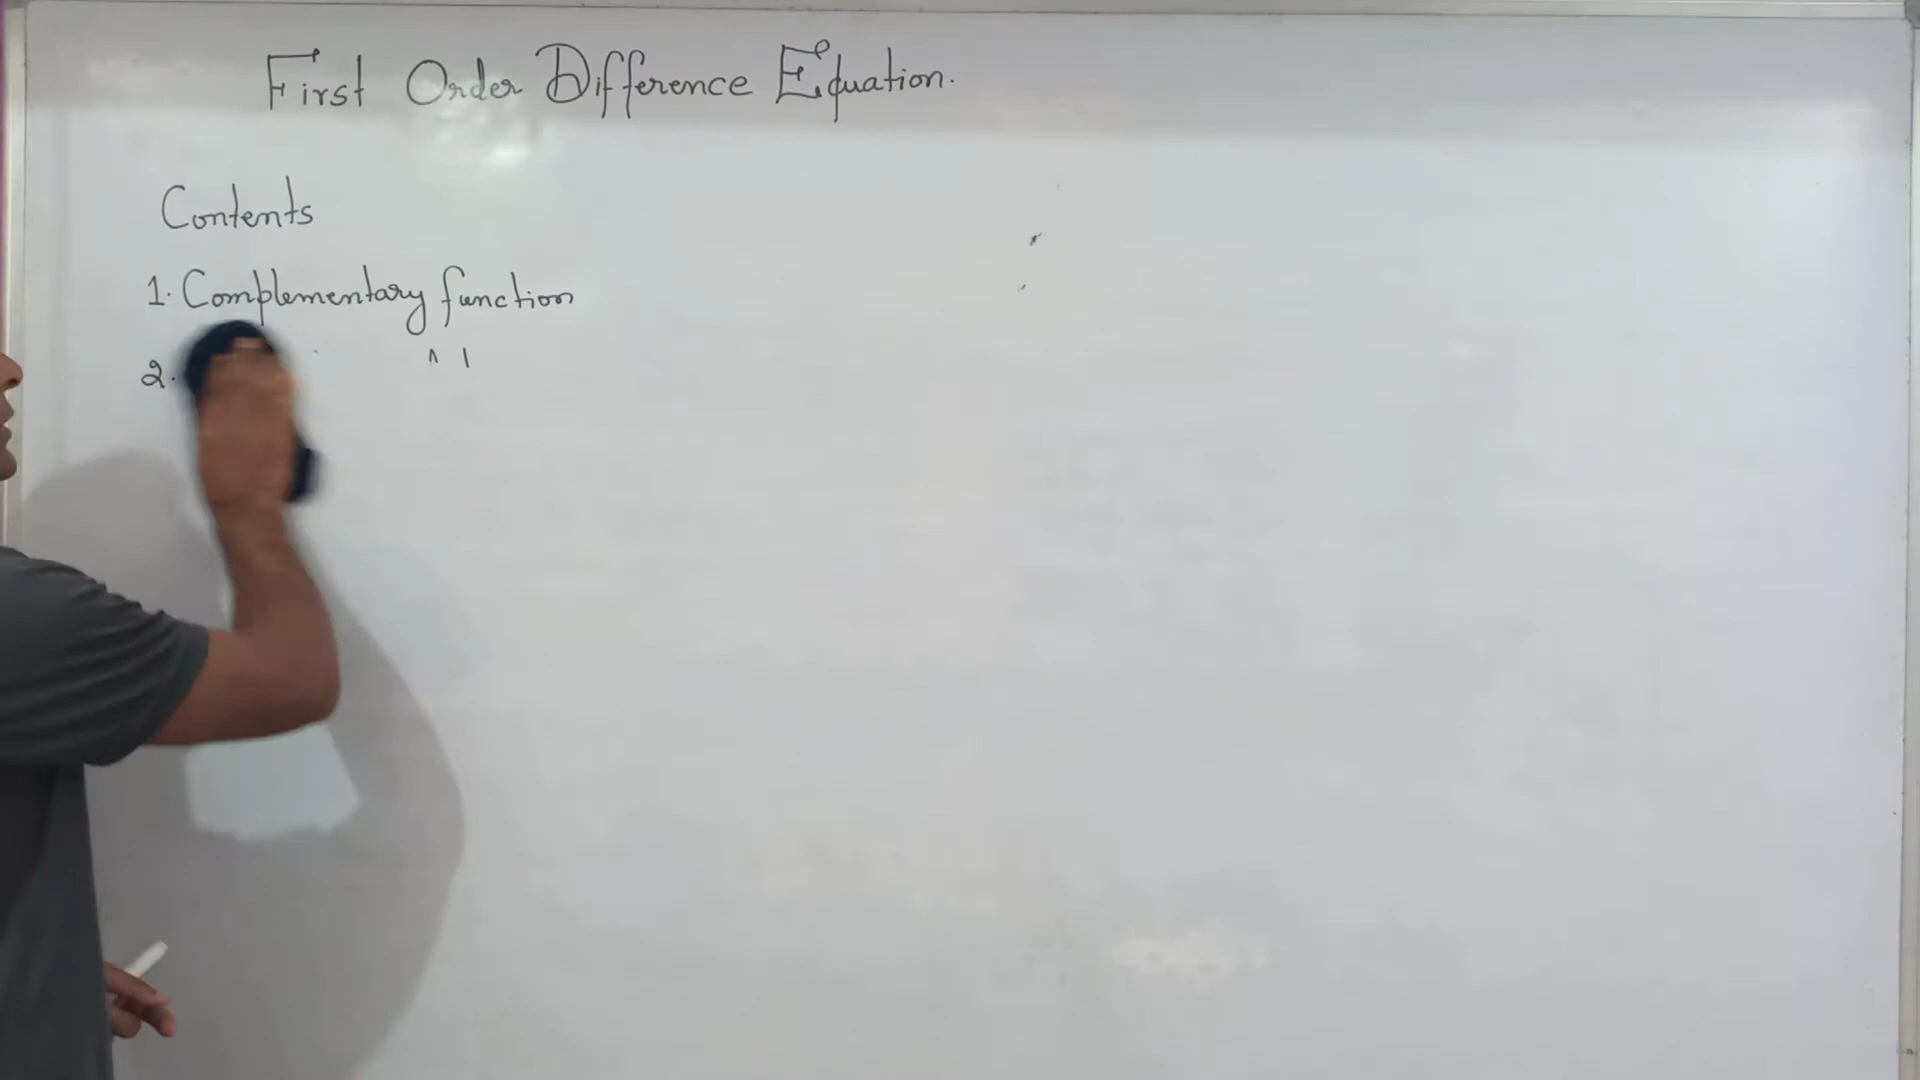 First Order Difference Equation.
Contents
1. Complementary function
2.